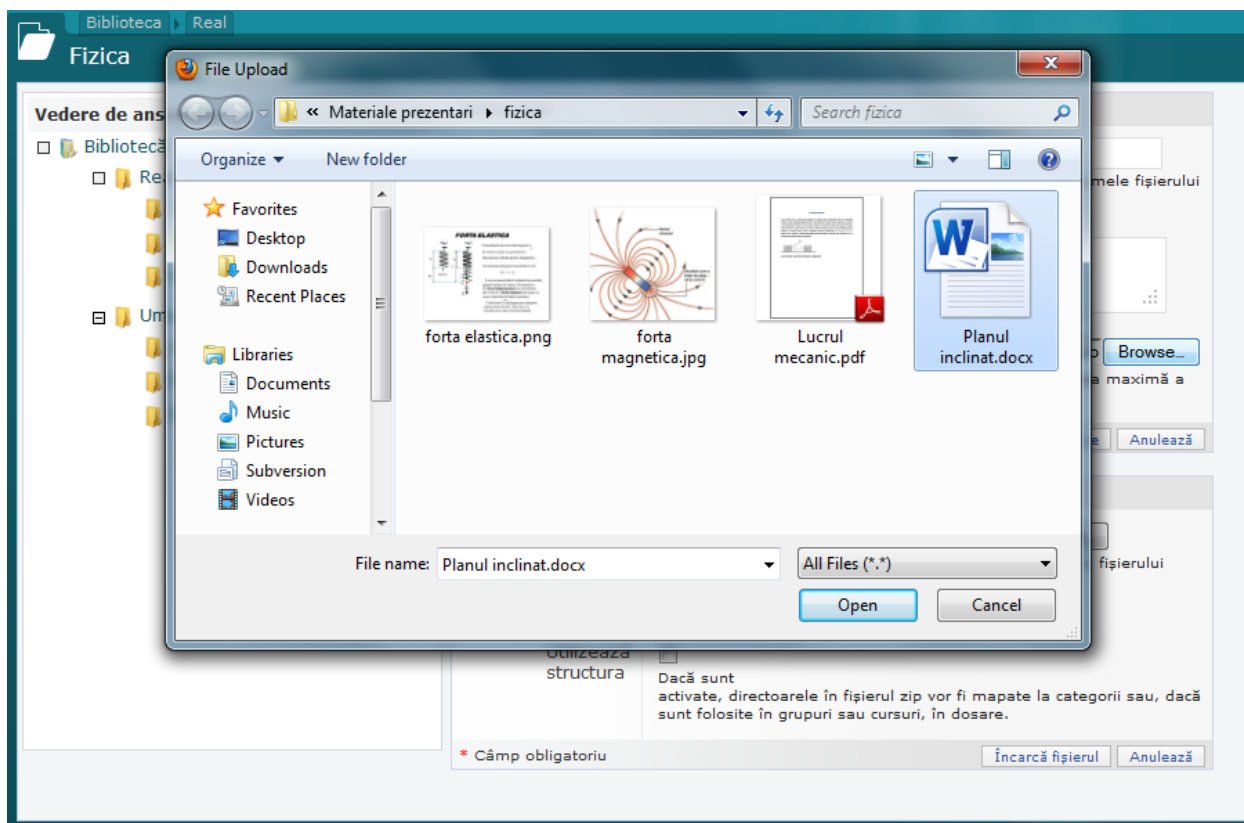 Biblioteca
Real
Fizica
File Upload
« Materiale prezentari
fizica
Search fizica
Organize
New folder
Vedere de ans
Bibliotecă
Um
Favorites
Desktop
Downloads
Recent Places
Libraries
Documents
Music
Pictures
Subversion
Videos
FORTA ELASTICA
forta elastica.png
forta
magnetica.jpg
Lucrul
mecanic.pdf
Planul
inclinat.docx
File name:
Planul inclinat.docx
All Files (*.*)
Open
Cancel
mele fișierului
Browse...
a maximă a
Anulează
fișierului
Utilizează
structura
Dacă sunt
activate, directoarele în fișierul zip vor fi mapate la categorii sau, dacă
sunt folosite în grupuri sau cursuri, în dosare.
* Câmp obligatoriu
Încarcă fișierul
Anulează